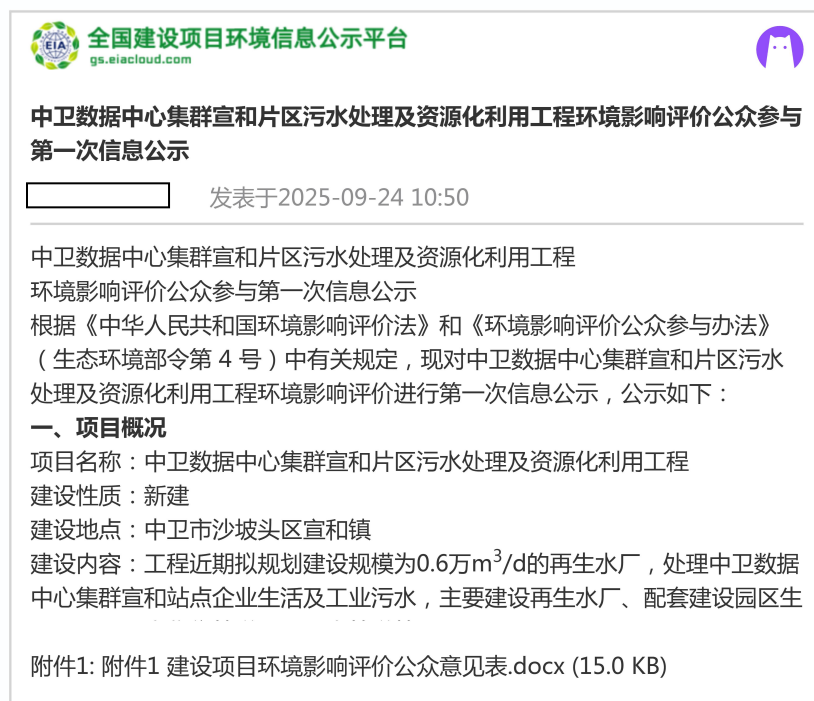 EIA
全国建设项目环境信息公示平台
gs.eiacloud.com
中卫数据中心集群宣和片区污水处理及资源化利用工程环境影响评价公众参与
第一次信息公示
发表于2025-09-24 10:50
中卫数据中心集群宣和片区污水处理及资源化利用工程
环境影响评价公众参与第一次信息公示
根据《中华人民共和国环境影响评价法》和《环境影响评价公众参与办法》
（生态环境部令第 4 号）中有关规定，现对中卫数据中心集群宣和片区污水
处理及资源化利用工程环境影响评价进行第一次信息公示，公示如下：
一、项目概况
项目名称：中卫数据中心集群宣和片区污水处理及资源化利用工程
建设性质：新建
建设地点：中卫市沙坡头区宣和镇
建设内容：工程近期拟规划建设规模为0.6万m³/d的再生水厂，处理中卫数据
中心集群宣和站点企业生活及工业污水，主要建设再生水厂、配套建设园区生
附件1: 附件1 建设项目环境影响评价公众意见表.docx (15.0 KB)